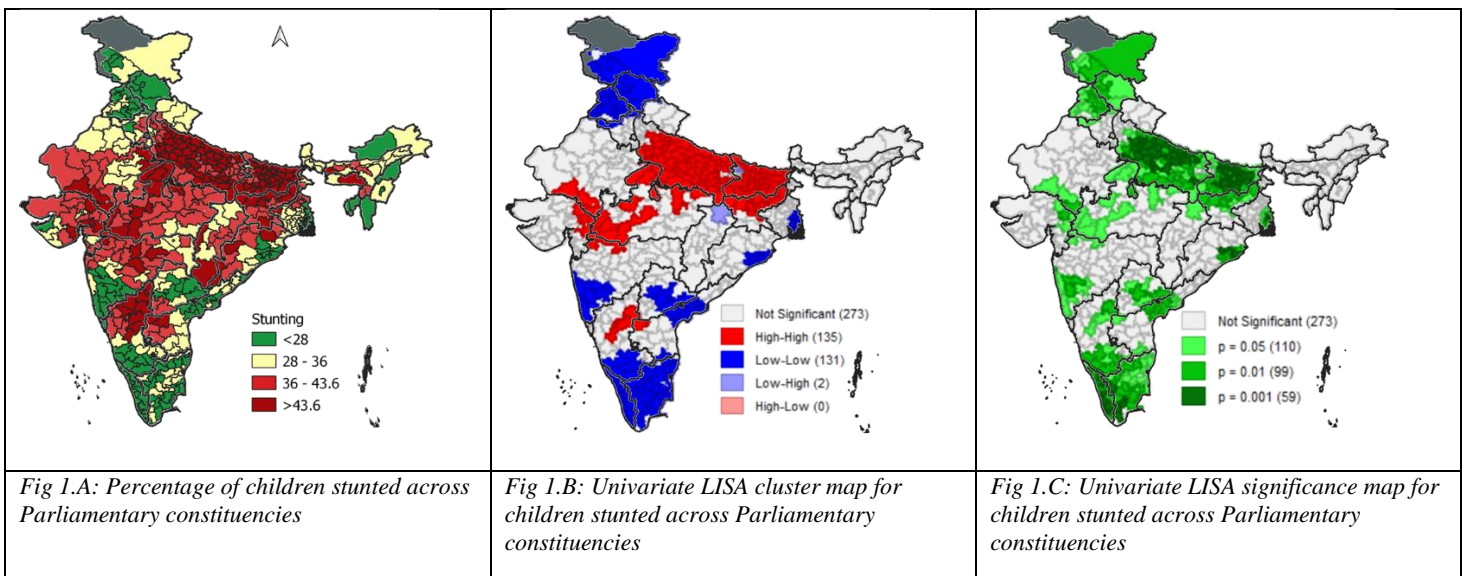 Stunting
<28
28 - 36
36 - 43.6
>43.6
Not Significant (273)
High-High (135)
Low-Low (131)
Low-High (2)
High-Low (0)
Not Significant (273)
p = 0.05 (110)
p = 0.01 (99)
p = 0.001 (59)
Fig 1.A: Percentage of children stunted across
Parliamentary constituencies
Fig 1.B: Univariate LISA cluster map for
children stunted across Parliamentary
constituencies
Fig 1.C: Univariate LISA significance map for
children stunted across Parliamentary
constituencies